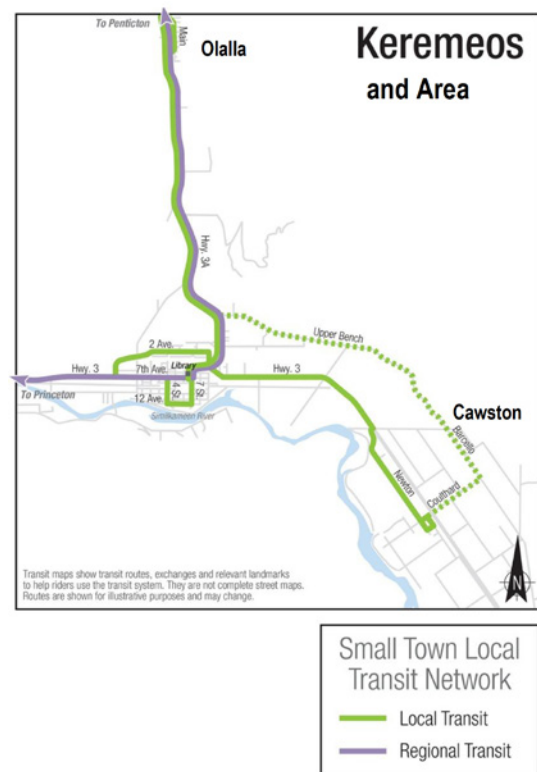 To Penticton
Main
Olalla
Keremeos
and Area
Hwy. 3A
2 Ave.
Upper Bench
Library
Hwy. 3
7th Ave.
Hwy. 3
To Princeton
12 Ave.
4 St.
7 St.
Similkameen River
Cawston
Barcello
Newton
Coulthard
Transit maps show transit routes, exchanges and relevant landmarks
to help riders use the transit system. They are not complete street maps.
Routes are shown for illustrative purposes and may change.
N
Small Town Local
Transit Network
Local Transit
Regional Transit